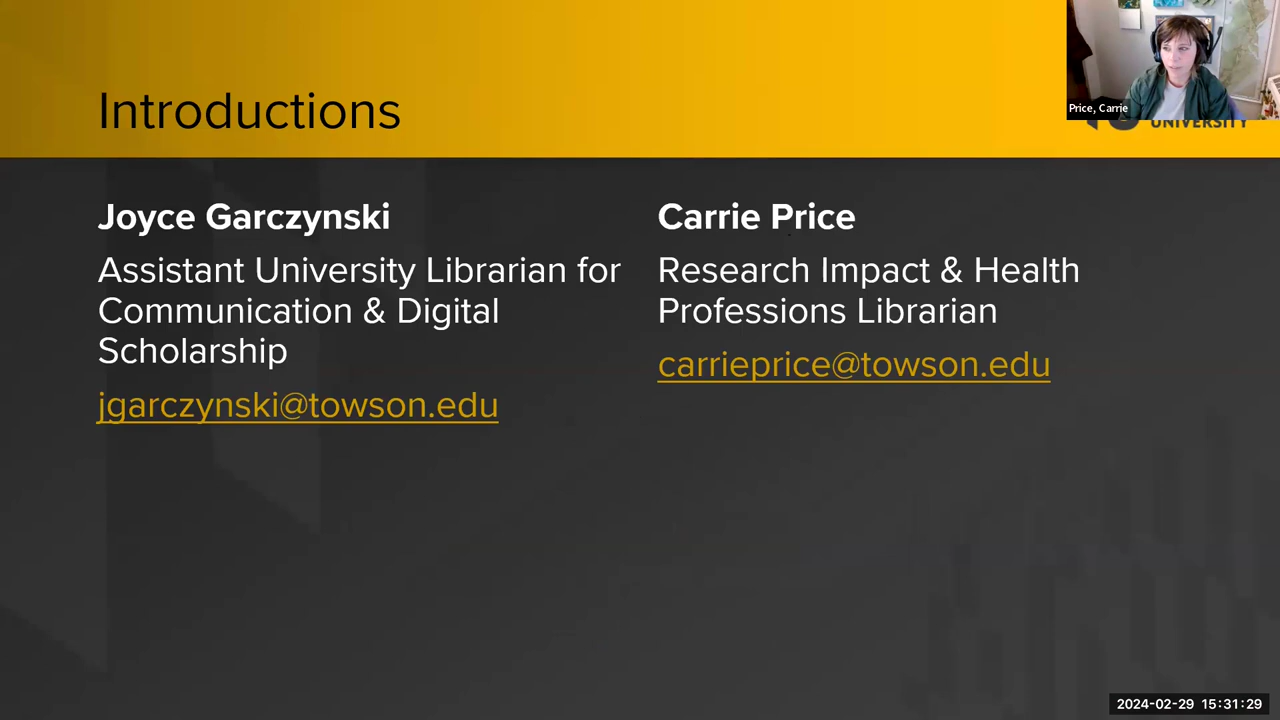 Introductions
Price, Carrie
UNIVERSITY
Joyce Garczynski
Assistant University Librarian for
Communication & Digital
Scholarship
jgarczynski@towson.edu
Carrie Price
Research Impact & Health
Professions Librarian
carrieprice@towson.edu
2024-02-29 15:31:29